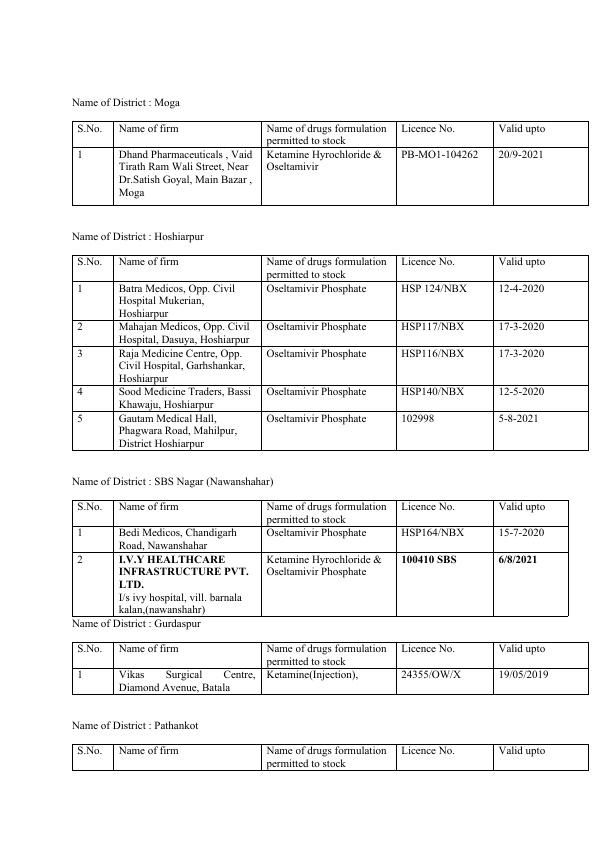 Name of District : Moga
S.No. Name of firm Name of drugs formulation Licence No. Valid upto
permitted to stock
1 Dhand Pharmaceuticals , Vaid Ketamine Hyrochloride & PB-MO1-104262 20/9-2021
Tirath Ram Wali Street, Near Oseltamivir
Dr.Satish Goyal, Main Bazar ,
Moga
Name of District : Hoshiarpur
S.No. Name of firm Name of drugs formulation Licence No. Valid upto
permitted to stock
1 Batra Medicos, Opp. Civil Oseltamivir Phosphate HSP 124/NBX 12-4-2020
Hospital Mukerian,
Hoshiarpur
2 Mahajan Medicos, Opp. Civil Oseltamivir Phosphate HSP117/NBX 17-3-2020
Hospital, Dasuya, Hoshiarpur
3 Raja Medicine Centre, Opp. Oseltamivir Phosphate HSP116/NBX 17-3-2020
Civil Hospital, Garhshankar,
Hoshiarpur
4 Sood Medicine Traders, Bassi Oseltamivir Phosphate HSP140/NBX 12-5-2020
Khawaju, Hoshiarpur
5 Gautam Medical Hall, Oseltamivir Phosphate 102998 5-8-2021
Phagwara Road, Mahilpur,
District Hoshiarpur
Name of District : SBS Nagar (Nawanshahar)
S.No. Name of firm Name of drugs formulation Licence No. Valid upto
permitted to stock
1 Bedi Medicos, Chandigarh Oseltamivir Phosphate HSP164/NBX 15-7-2020
Road, Nawanshahar
2 I.V.Y HEALTHCARE Ketamine Hyrochloride & 100410 SBS 6/8/2021
INFRASTRUCTURE PVT. Oseltamivir Phosphate
LTD.
I/s ivy hospital, vill. barnala
kalan,(nawanshahr)
Name of District : Gurdaspur
S.No. Name of firm Name of drugs formulation Licence No. Valid upto
permitted to stock
1 Vikas Surgical Centre, Ketamine(Injection), 24355/OW/X 19/05/2019
Diamond Avenue, Batala
Name of District : Pathankot
S.No. Name of firm Name of drugs formulation Licence No. Valid upto
permitted to stock